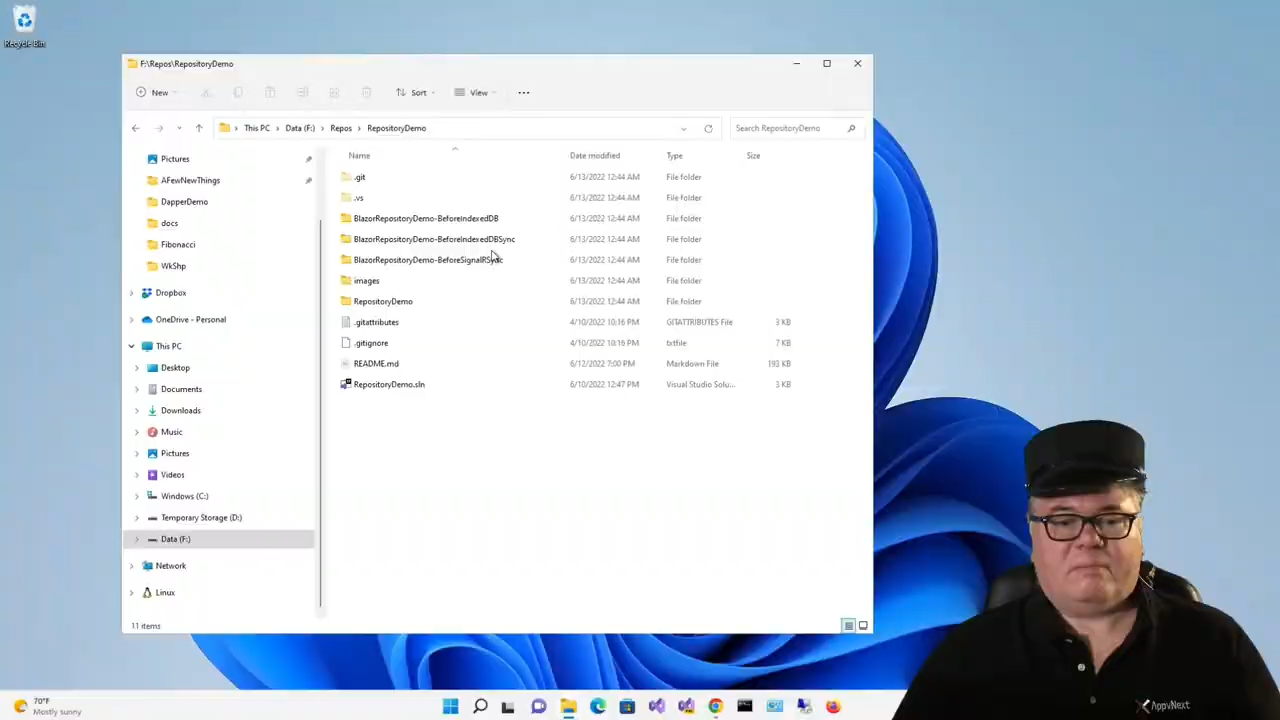 Recycle Bin
F:\Repos\RepositoryDemo
New
Sort
View
This PC
Data (F:)
Repos
RepositoryDemo
Search RepositoryDemo
Name
Date modified
Type
Size
Pictures
AFewNewThings
DapperDemo
docs
Fibonacci
WkShp
Dropbox
OneDrive - Personal
This PC
Desktop
Documents
Downloads
Music
Pictures
Videos
Windows (C:)
Temporary Storage (D:)
Data (F:)
Network
Linux
.git 6/13/2022 12:44 AM File folder
.vs 6/13/2022 12:44 AM File folder
BlazorRepositoryDemo-BeforeIndexedDB 6/13/2022 12:44 AM File folder
BlazorRepositoryDemo-BeforeIndexedDBSync 6/13/2022 12:44 AM File folder
BlazorRepositoryDemo-BeforeSignalRSync 6/13/2022 12:44 AM File folder
images 6/13/2022 12:44 AM File folder
RepositoryDemo 6/13/2022 12:44 AM File folder
.gitattributes 4/10/2022 10:16 PM GITATTRIBUTES File 3 KB
.gitignore 4/10/2022 10:16 PM txtfile 7 KB
README.md 6/12/2022 7:00 PM Markdown File 193 KB
RepositoryDemo.sln 6/10/2022 12:47 PM Visual Studio Solu... 3 KB
11 items
70°F
Mostly sunny
AppvNext